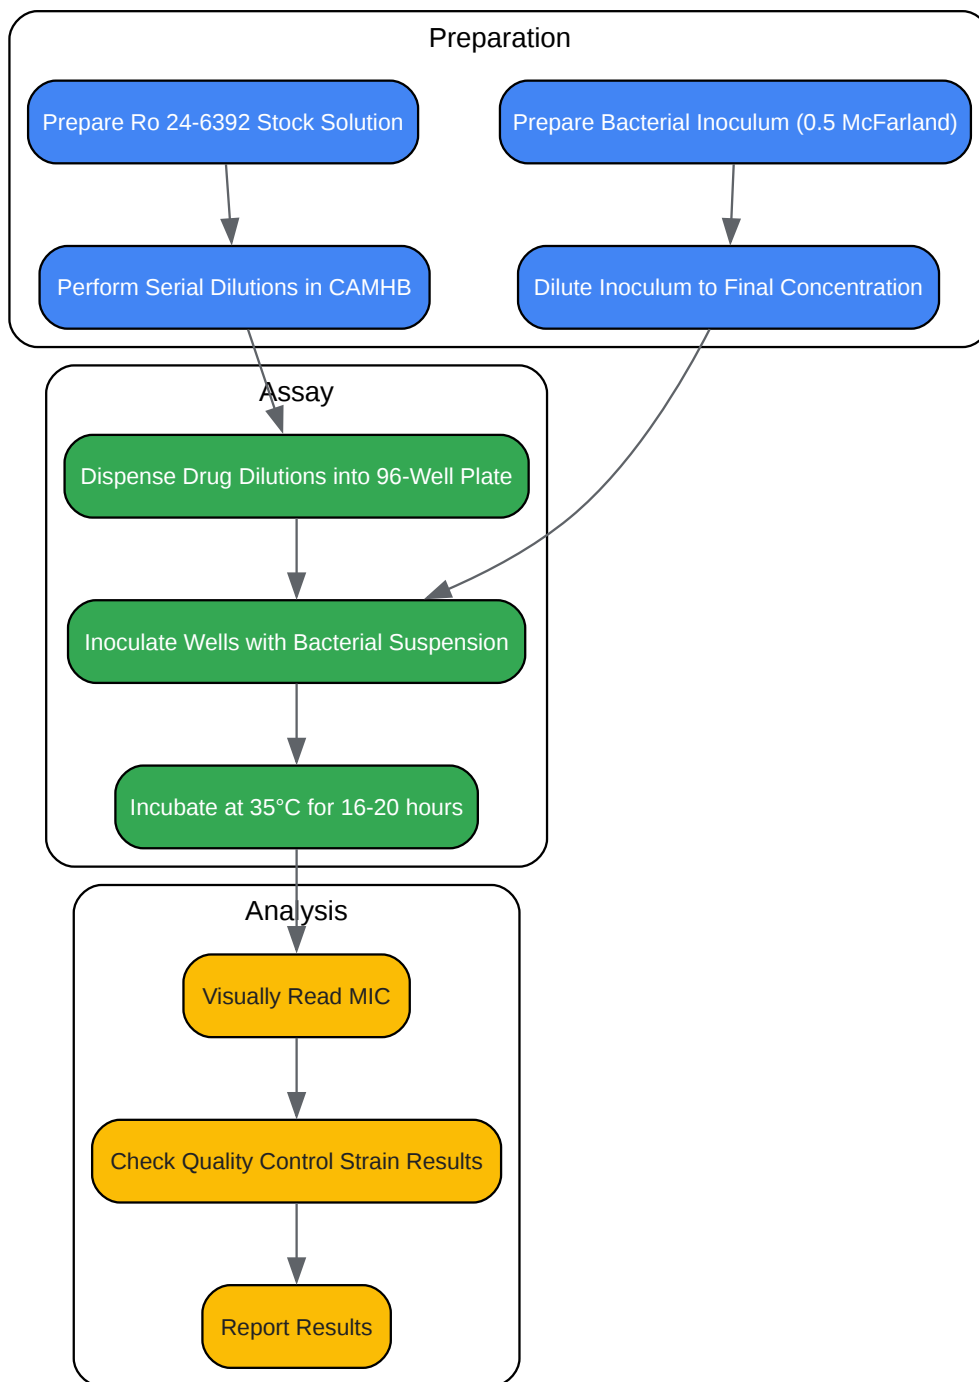 Preparation
Prepare Ro 24-6392 Stock Solution
Prepare Bacterial Inoculum (0.5 McFarland)
Perform Serial Dilutions in CAMHB
Dilute Inoculum to Final Concentration
Assay
Dispense Drug Dilutions into 96-Well Plate
Inoculate Wells with Bacterial Suspension
Incubate at 35°C for 16-20 hours
Analysis
Visually Read MIC
Check Quality Control Strain Results
Report Results